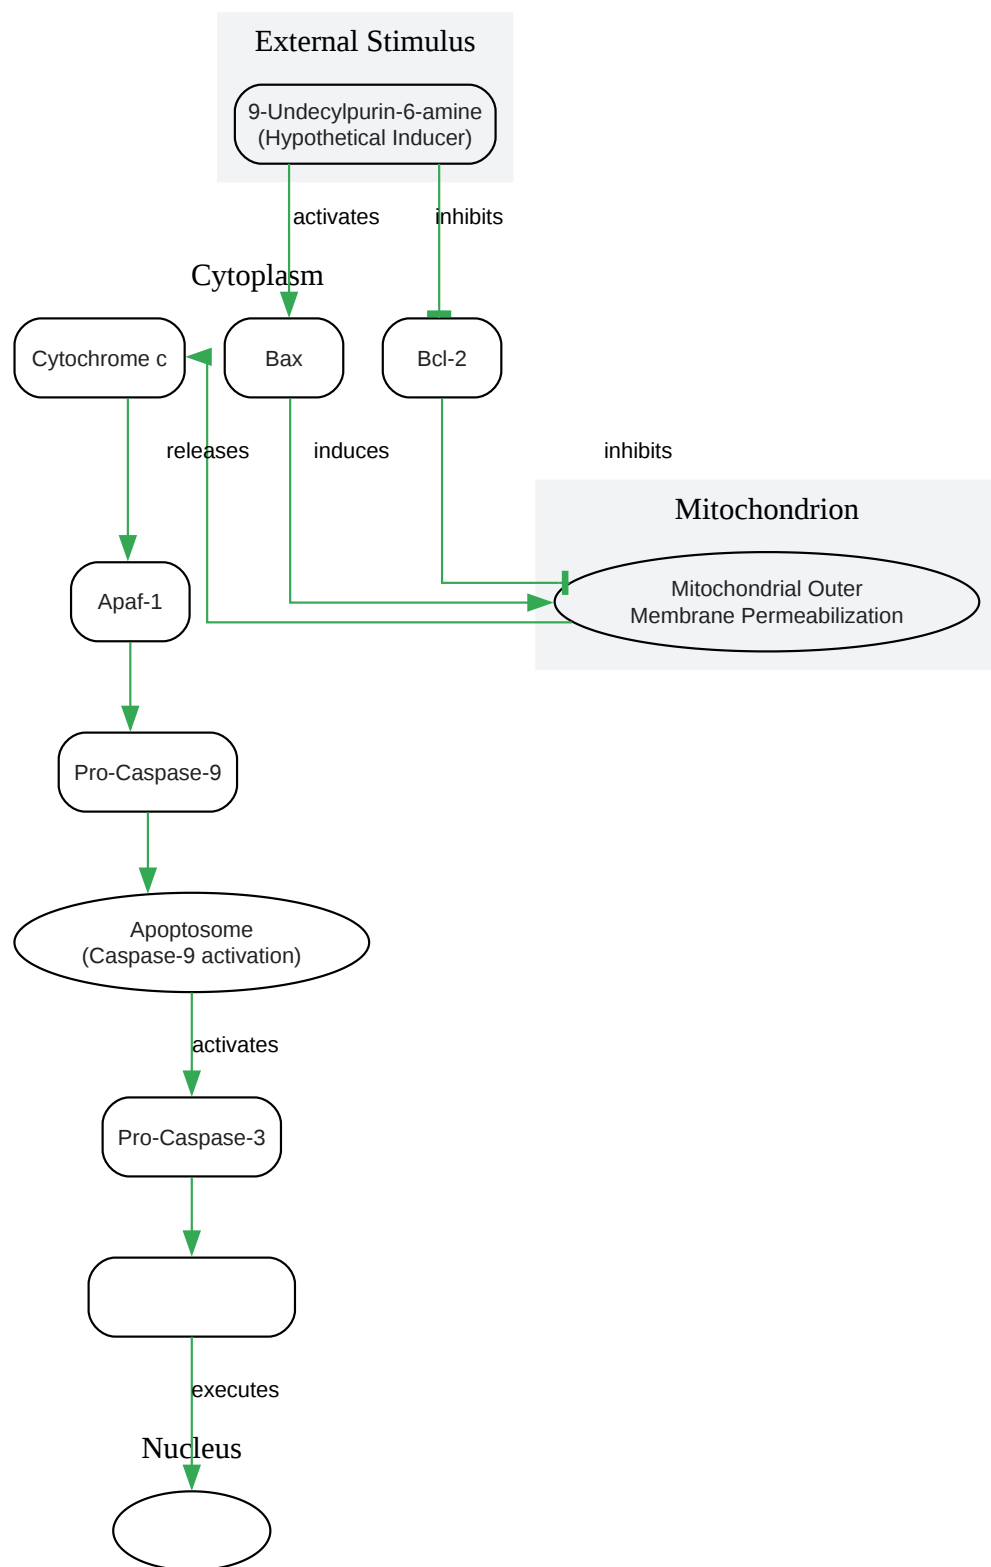 External Stimulus
9-Undecylpurin-6-amine
(Hypothetical Inducer)
activates
inhibits
Cytoplasm
Cytochrome c
Bax
Bcl-2
releases
induces
inhibits
Mitochondrion
Mitochondrial Outer
Membrane Permeabilization
Apaf-1
Pro-Caspase-9
Apoptosome
(Caspase-9 activation)
activates
Pro-Caspase-3
executes
Nucleus